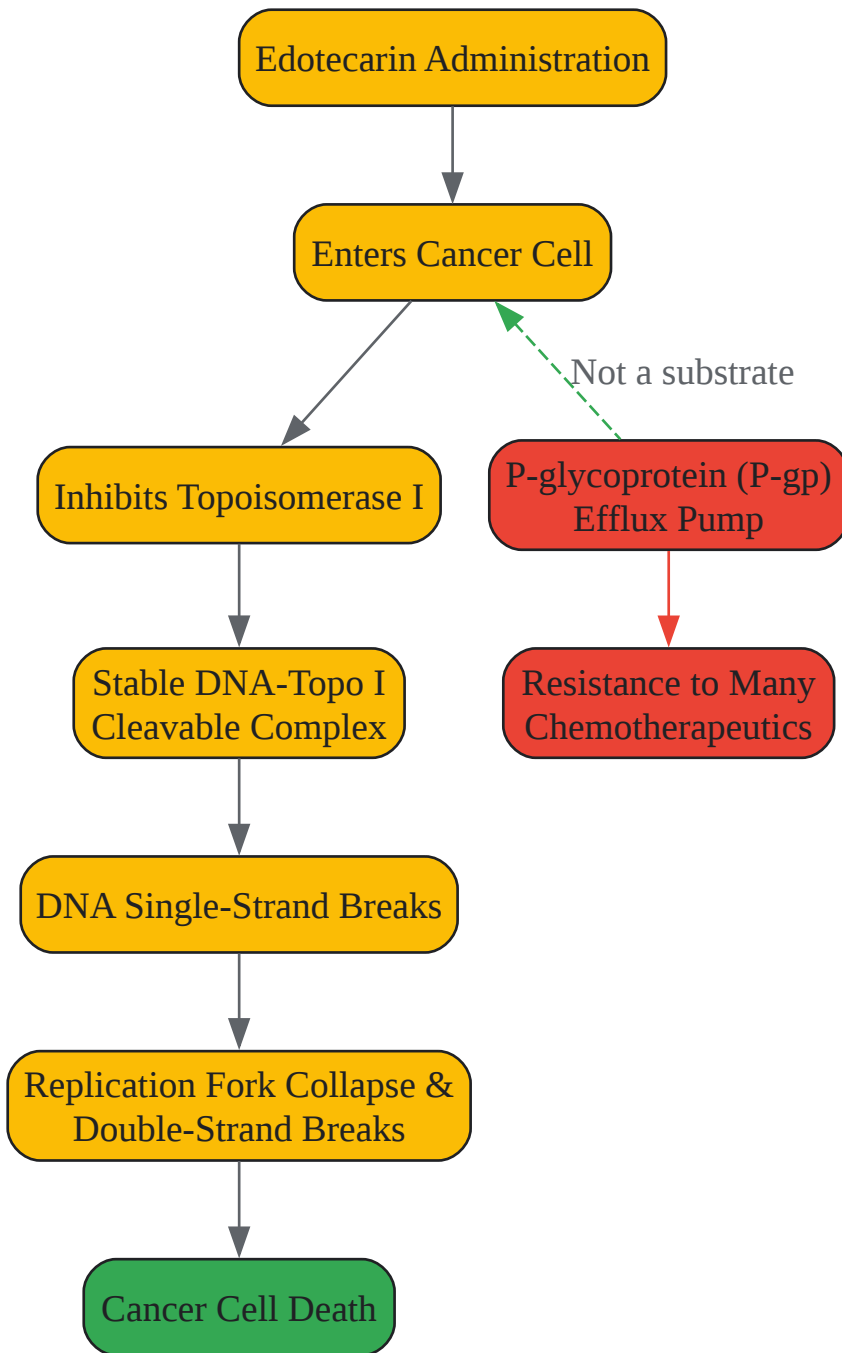 Edotecarin Administration
Enters Cancer Cell
Not a substrate
Inhibits Topoisomerase I
P-glycoprotein (P-gp)
Efflux Pump
Stable DNA-Topo I
Cleavable Complex
Resistance to Many
Chemotherapeutics
DNA Single-Strand Breaks
Replication Fork Collapse &
Double-Strand Breaks
Cancer Cell Death